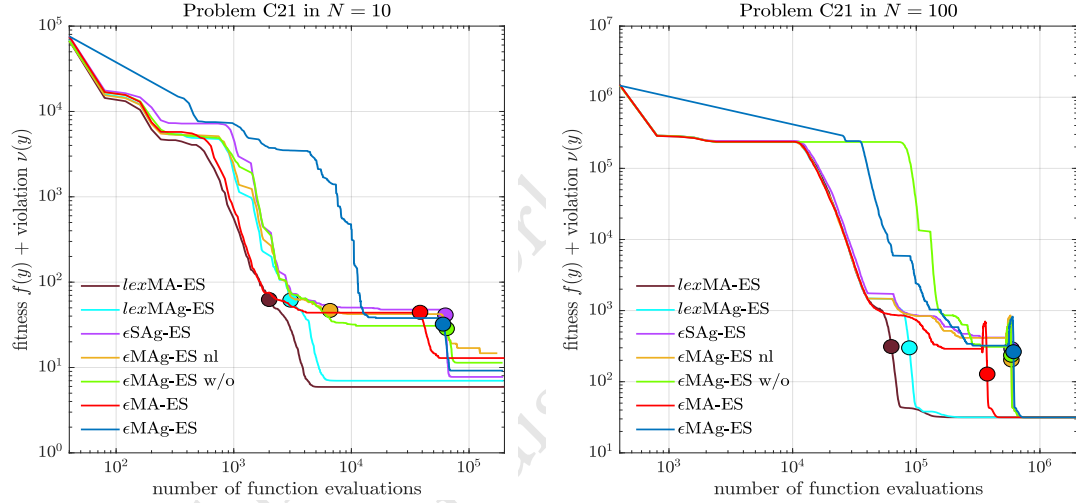 Problem C21 in N = 10
10^5
10^4
10^3
10^2
10^1
10^0
fitness f(y) + violation ν(y)
lexMA-ES
lexMAg-ES
ϵSAg-ES
ϵMAg-ES nl
ϵMAg-ES w/o
ϵMA-ES
ϵMAg-ES
10^2 10^3 10^4 10^5
number of function evaluations
Problem C21 in N = 100
10^7
10^6
10^5
10^4
10^3
10^2
10^1
fitness f(y) + violation ν(y)
lexMA-ES
lexMAg-ES
ϵSAg-ES
ϵMAg-ES nl
ϵMAg-ES w/o
ϵMA-ES
ϵMAg-ES
10^3 10^4 10^5 10^6
number of function evaluations